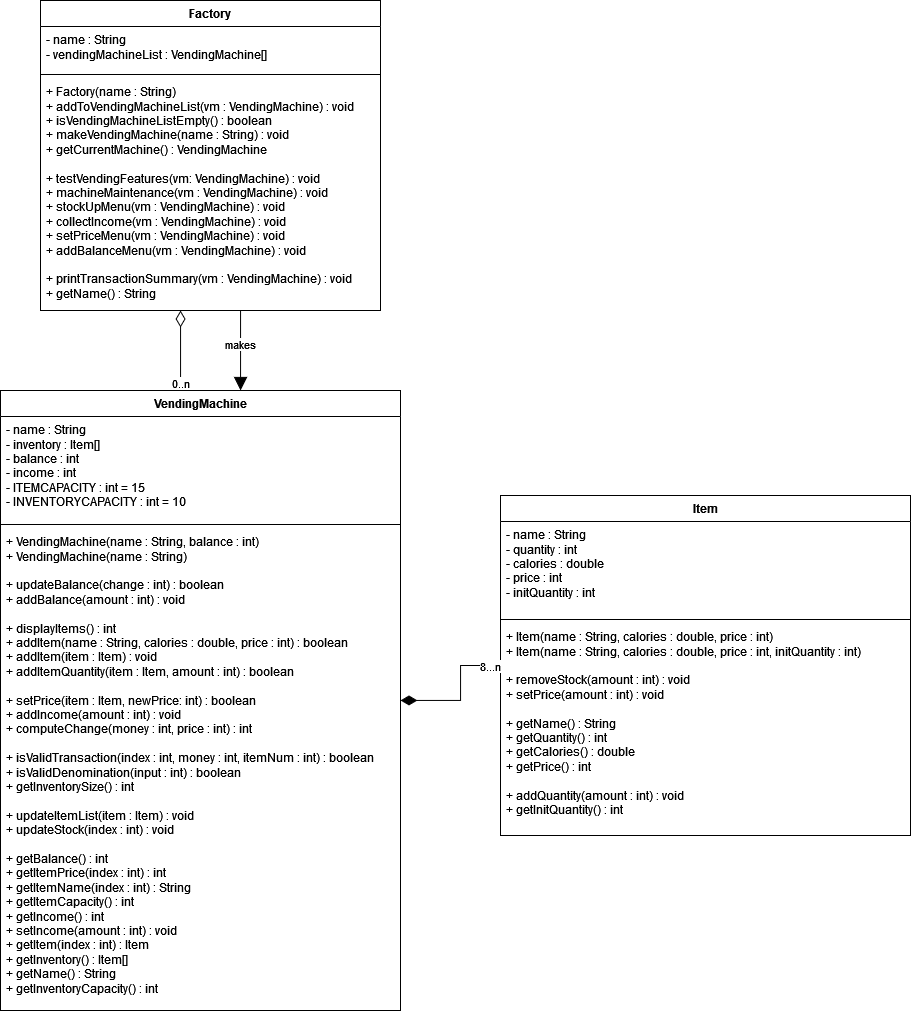 Factory
- name : String
- vendingMachineList : VendingMachine[]
+ Factory(name : String)
+ addToVendingMachineList(vm : VendingMachine) : void
+ isVendingMachineListEmpty() : boolean
+ makeVendingMachine(name : String) : void
+ getCurrentMachine() : VendingMachine
+ testVendingFeatures(vm: VendingMachine) : void
+ machineMaintenance(vm : VendingMachine) : void
+ stockUpMenu(vm : VendingMachine) : void
+ collectIncome(vm : VendingMachine) : void
+ setPriceMenu(vm : VendingMachine) : void
+ addBalanceMenu(vm : VendingMachine) : void
+ printTransactionSummary(vm : VendingMachine) : void
+ getName() : String
makes
0..n
VendingMachine
- name : String
- inventory : Item[]
- balance : int
- income : int
- ITEMCAPACITY : int = 15
- INVENTORYCAPACITY : int = 10
+ VendingMachine(name : String, balance : int)
+ VendingMachine(name : String)
+ updateBalance(change : int) : boolean
+ addBalance(amount : int) : void
+ displayItems() : int
+ addItem(name : String, calories : double, price : int) : boolean
+ addItem(item : Item) : void
+ addItemQuantity(item : Item, amount : int) : boolean
+ setPrice(item : Item, newPrice: int) : boolean
+ addIncome(amount : int) : void
+ computeChange(money : int, price : int) : int
+ isValidTransaction(index : int, money : int, itemNum : int) : boolean
+ isValidDenomination(input : int) : boolean
+ getInventorySize() : int
+ updateItemList(item : Item) : void
+ updateStock(index : int) : void
+ getBalance() : int
+ getItemPrice(index : int) : int
+ getItemName(index : int) : String
+ getItemCapacity() : int
+ getIncome() : int
+ setIncome(amount : int) : void
+ getItem(index : int) : Item
+ getInventory() : Item[]
+ getName() : String
+ getInventoryCapacity() : int
8...n
Item
- name : String
- quantity : int
- calories : double
- price : int
- initQuantity : int
+ Item(name : String, calories : double, price : int)
+ Item(name : String, calories : double, price : int, initQuantity : int)
+ removeStock(amount : int) : void
+ setPrice(amount : int) : void
+ getName() : String
+ getQuantity() : int
+ getCalories() : double
+ getPrice() : int
+ addQuantity(amount : int) : void
+ getInitQuantity() : int